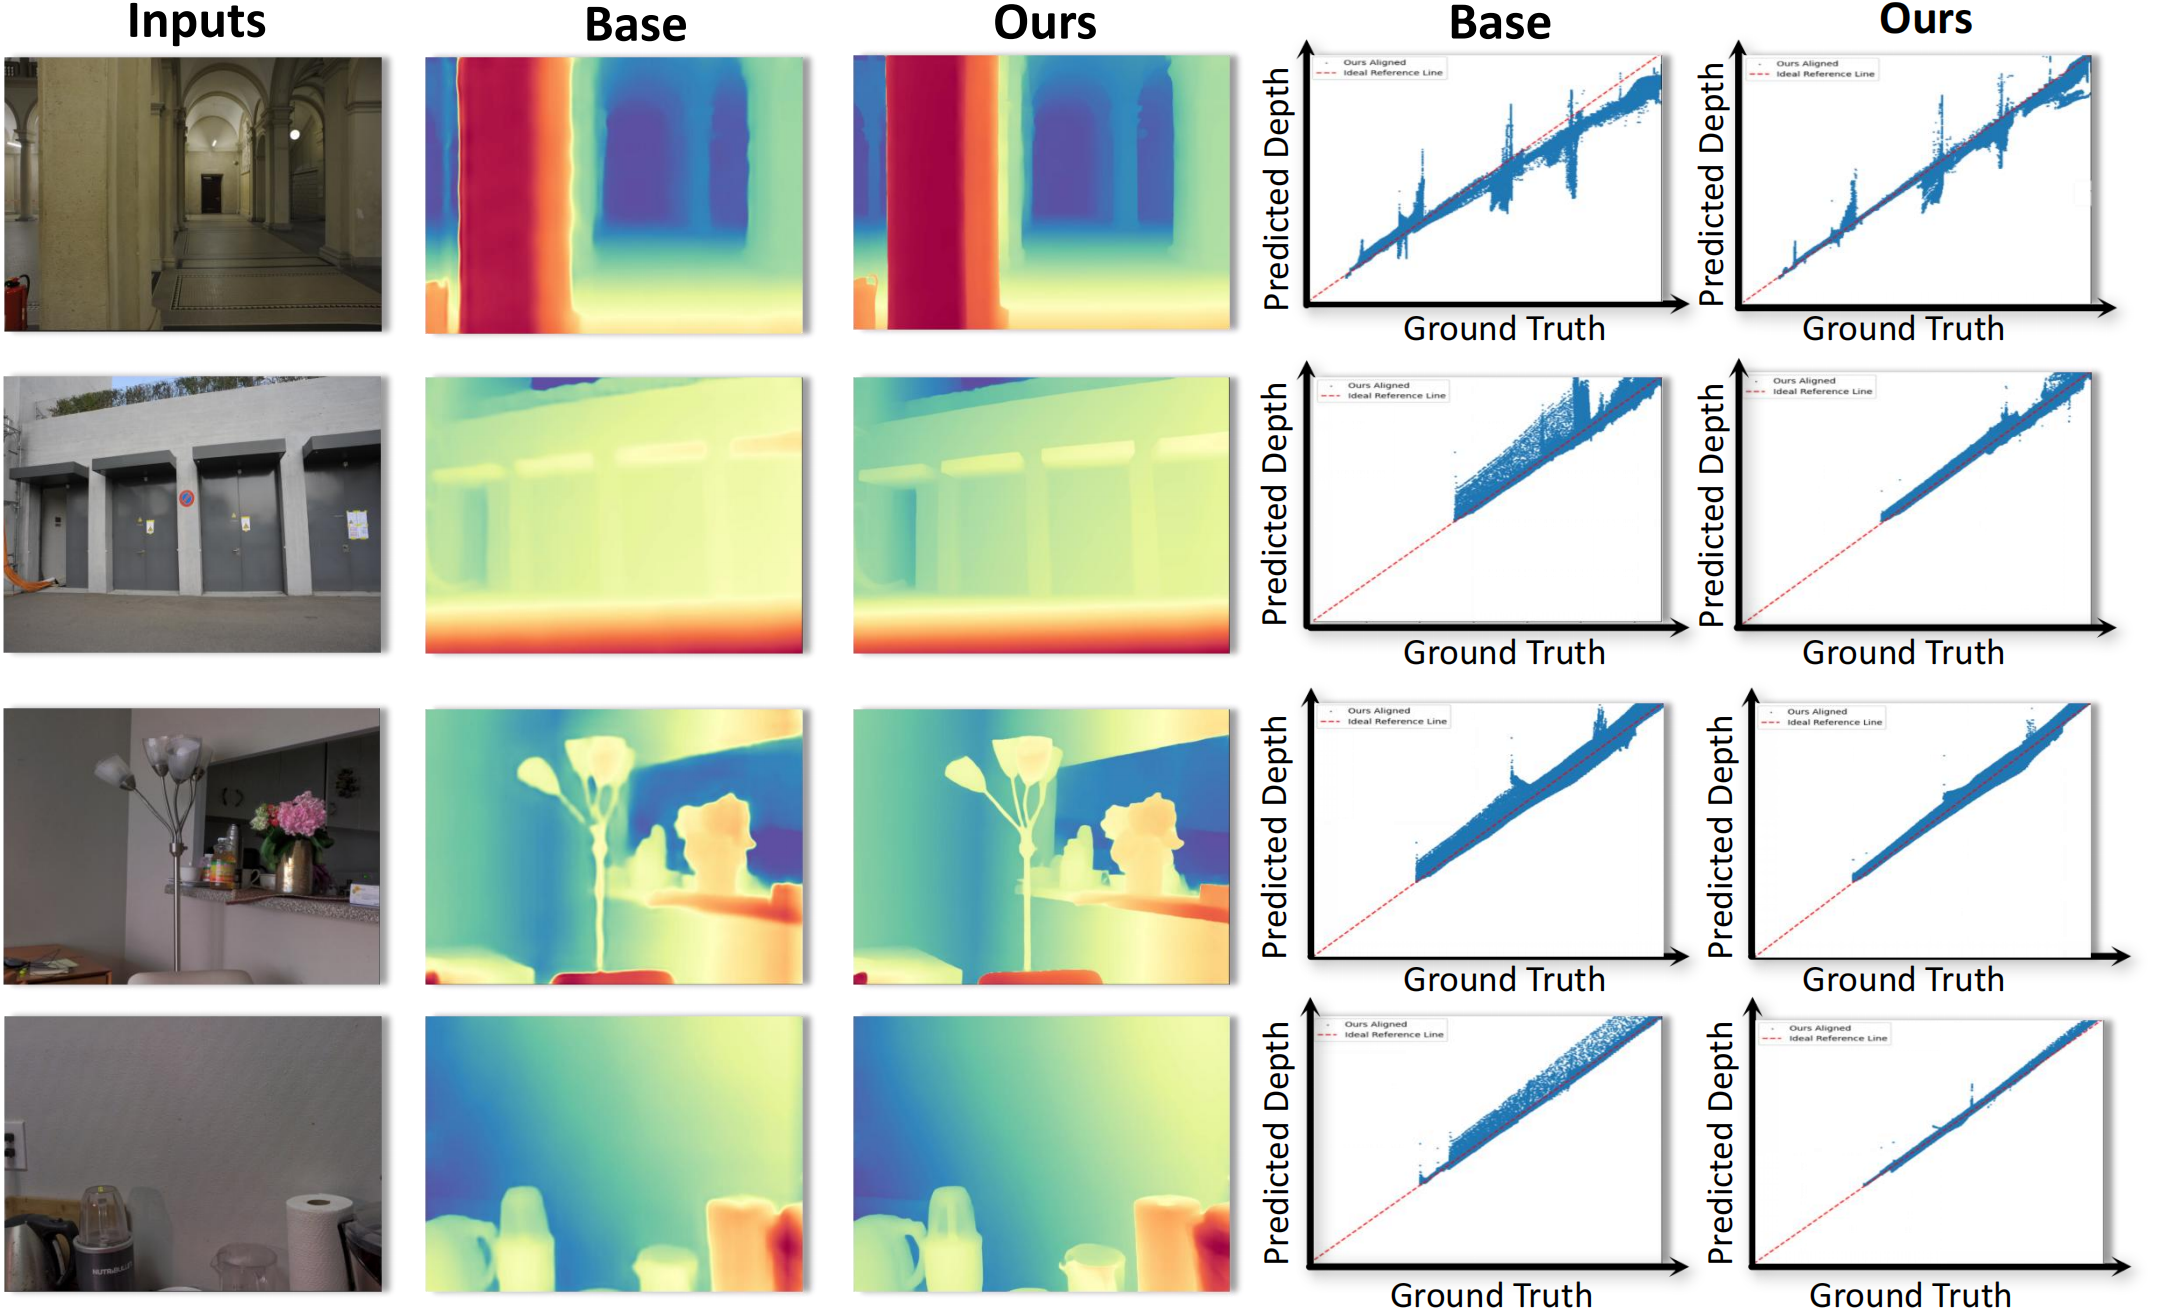 Inputs
Base
Ours
Base
Ours
Predicted Depth
Ours Aligned
Ideal Reference Line
Ground Truth
Predicted Depth
Ours Aligned
Ideal Reference Line
Ground Truth
Predicted Depth
Ours Aligned
Ideal Reference Line
Ground Truth
Predicted Depth
Ours Aligned
Ideal Reference Line
Ground Truth
Predicted Depth
Ours Aligned
Ideal Reference Line
Ground Truth
Predicted Depth
Ours Aligned
Ideal Reference Line
Ground Truth
NUTRiBULLET
Predicted Depth
Ours Aligned
Ideal Reference Line
Ground Truth
Predicted Depth
Ours Aligned
Ideal Reference Line
Ground Truth